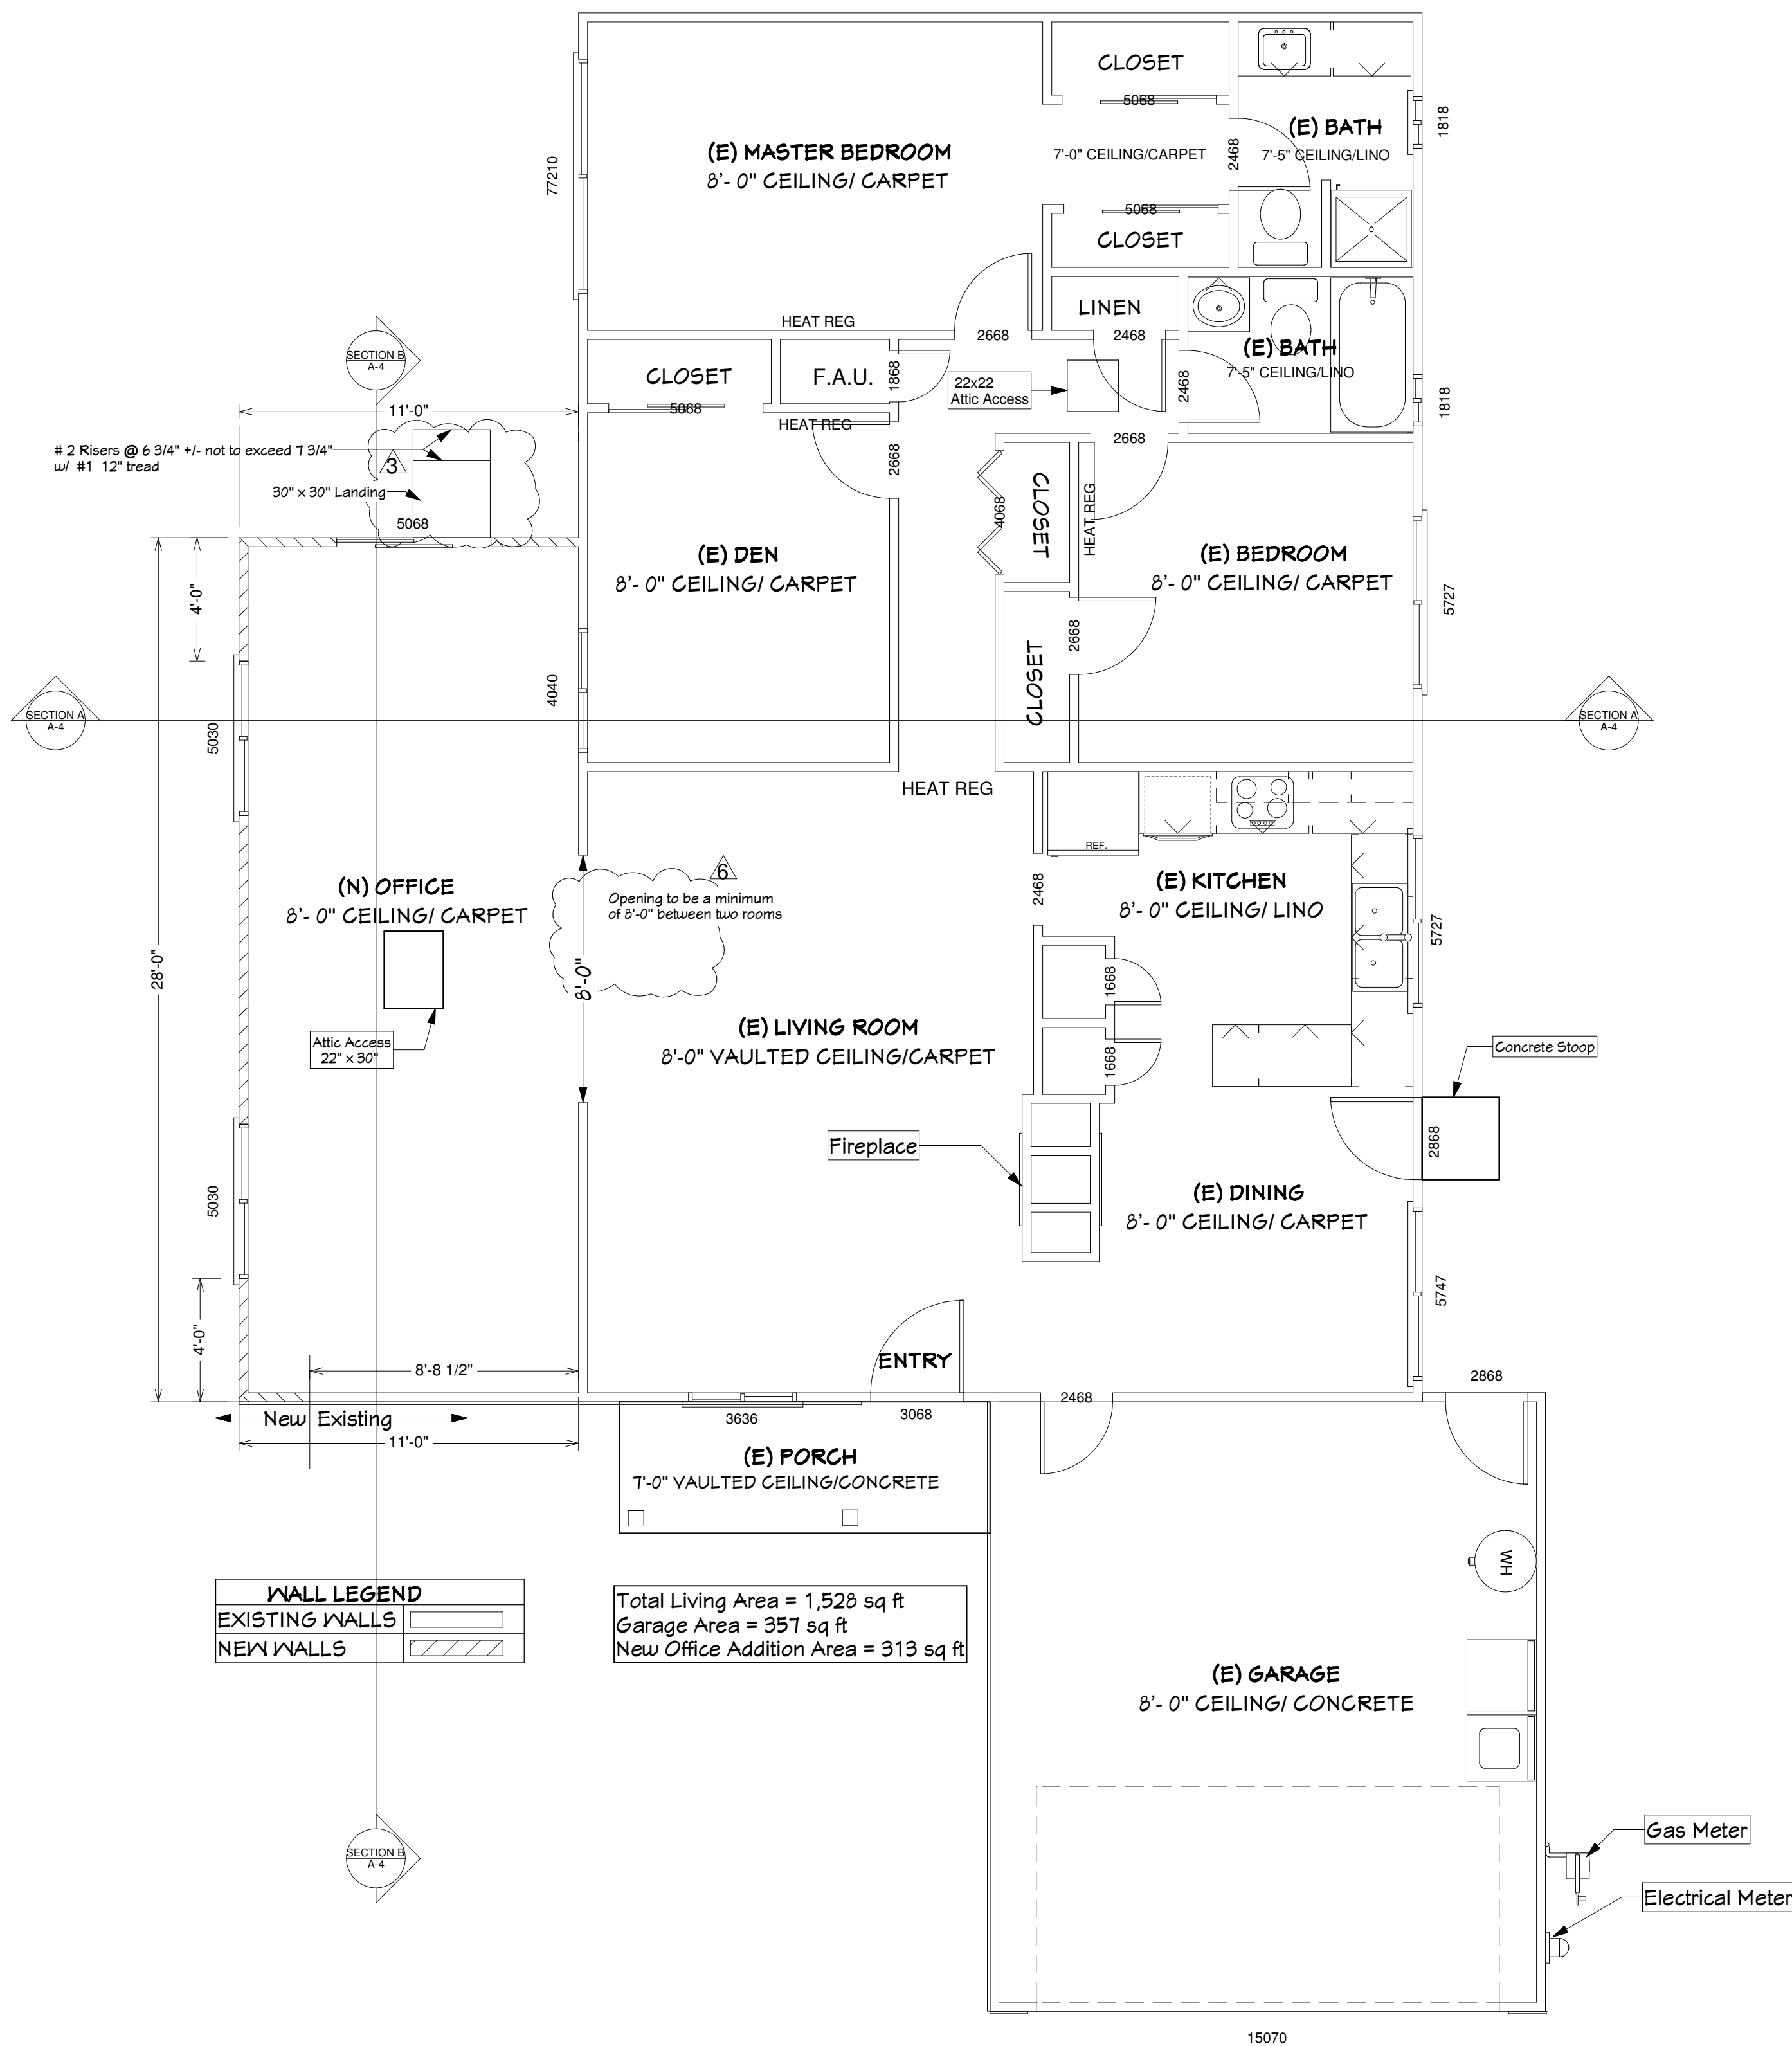 CLOSET
5068
(E) BATH
7'-5" CEILING/LINO
1818
2468
(E) MASTER BEDROOM
8'- 0" CEILING/ CARPET
7'-0" CEILING/CARPET
77210
5068
CLOSET
HEAT REG
LINEN
2668
2468
(E) BATH
7'-5" CEILING/LINO
2468
1818
SECTION B
A-4
CLOSET
5068
F.A.U.
1868
HEAT REG
22x22
Attic Access
2668
2668
11'-0"
# 2 Risers @ 6 3/4" +/- not to exceed 7 3/4"
w/ #1 12" tread
3
30" x 30" Landing
5068
CLOSET
4068
HEAT REG
(E) DEN
8'- 0" CEILING/ CARPET
(E) BEDROOM
8'- 0" CEILING/ CARPET
5727
4'-0"
2668
CLOSET
4040
SECTION A
A-4
5030
SECTION A
A-4
HEAT REG
REF.
6
Opening to be a minimum
of 8'-0" between two rooms
(N) OFFICE
8'- 0" CEILING/ CARPET
2468
(E) KITCHEN
8'- 0" CEILING/ LINO
5727
28'-0"
8'-0"
1668
(E) LIVING ROOM
8'-0" VAULTED CEILING/CARPET
Attic Access
22" x 30"
1668
Concrete Stoop
Fireplace
2868
5030
(E) DINING
8'- 0" CEILING/ CARPET
5747
4'-0"
8'-8 1/2"
ENTRY
2868
New Existing
11'-0"
3636
3068
2468
(E) PORCH
7'-0" VAULTED CEILING/CONCRETE
WH
WALL LEGEND
EXISTING WALLS
NEW WALLS
Total Living Area = 1,528 sq ft
Garage Area = 357 sq ft
New Office Addition Area = 313 sq ft
(E) GARAGE
8'- 0" CEILING/ CONCRETE
SECTION B
A-4
Gas Meter
Electrical Meter
15070